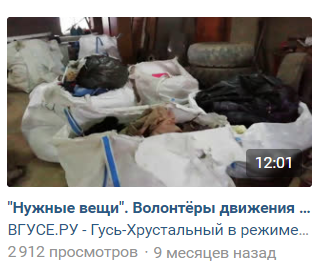 12:01
"Нужные вещи". Волонтёры движения ...
ВГУСЕ.РУ - Гусь-Хрустальный в режиме...
2 912 просмотров · 9 месяцев назад